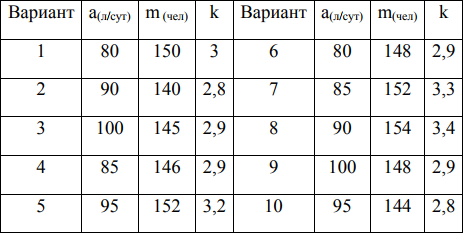 Вариант a(л/сут) m (чел) k Вариант a(л/сут) m(чел) k
1 80 150 3 6 80 148 2,9
2 90 140 2,8 7 85 152 3,3
3 100 145 2,9 8 90 154 3,4
4 85 146 2,9 9 100 148 2,9
5 95 152 3,2 10 95 144 2,8